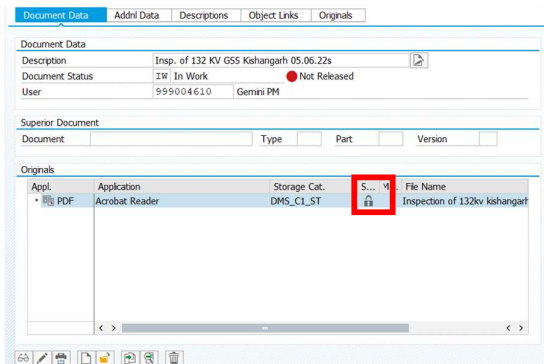 Document Data Addnl Data Descriptions Object Links Originals
Document Data
Description Insp. of 132 KV GSS Kishangarh 05.06.22s
Document Status IW In Work Not Released
User 999004610 Gemini PM
Superior Document
Document Type Part Version
Originals
Appl. Application Storage Cat. S... M.. File Name
PDF Acrobat Reader DMS_C1_ST Inspection of 132kv kishangarh